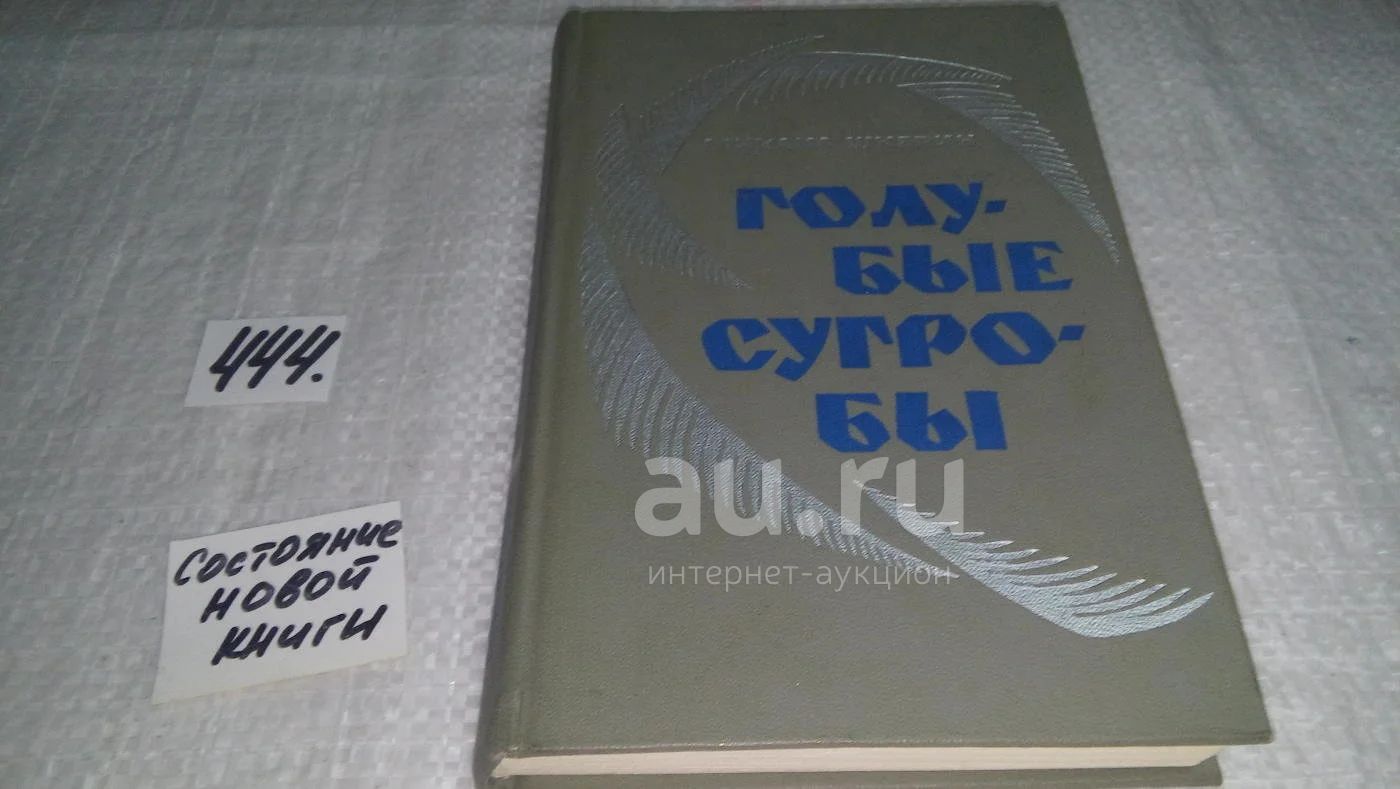 ГОЛУ-
БЫЕ
СУГРО-
БЫ
444.
Состояние
новой
книги
au.ru
интернет-аукцион